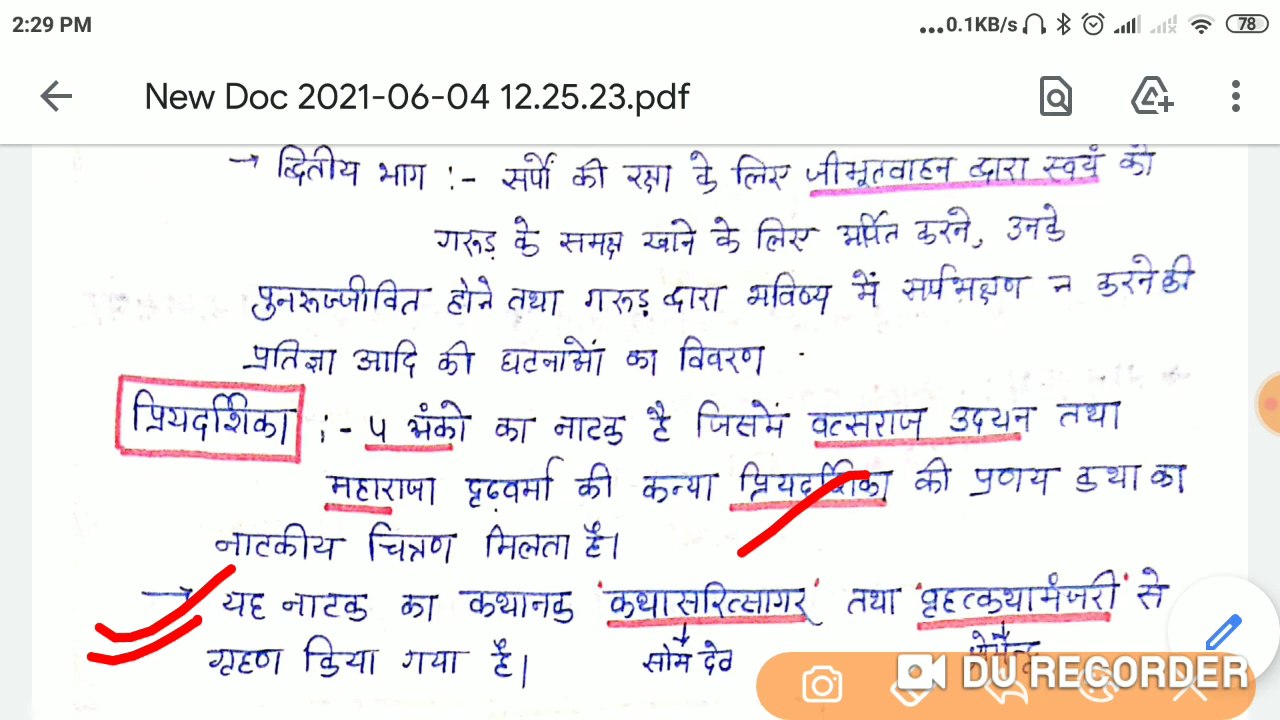 2:29 PM
...0.1KB/s 78
New Doc 2021-06-04 12.25.23.pdf
→ द्वितीय भाग :- सर्पो की रक्षा के लिए जीमूतवाहन द्वारा स्वयं को
गरूड़ के समक्ष खाने के लिए अर्पित करने, उनके
पुनरूज्जीवित होने तथा गरूड़ द्वारा भविष्य में सर्पभक्षण न करने की
प्रतिज्ञा आदि की घटनाओं का विवरण
प्रियदर्शिका :- ५ अंको का नाटक है जिसमें वत्सराज उदयन तथा
महाराजा दृढ़वर्मा की कन्या प्रियदर्शिका की प्रणय कथा का
नाटकीय चित्रण मिलता है।
→ यह नाटक का कथानक 'कथासरित्सागर' तथा 'वृहत्कथामंजरी' से
ग्रहण किया गया है। सोम देव
DU RECORDER